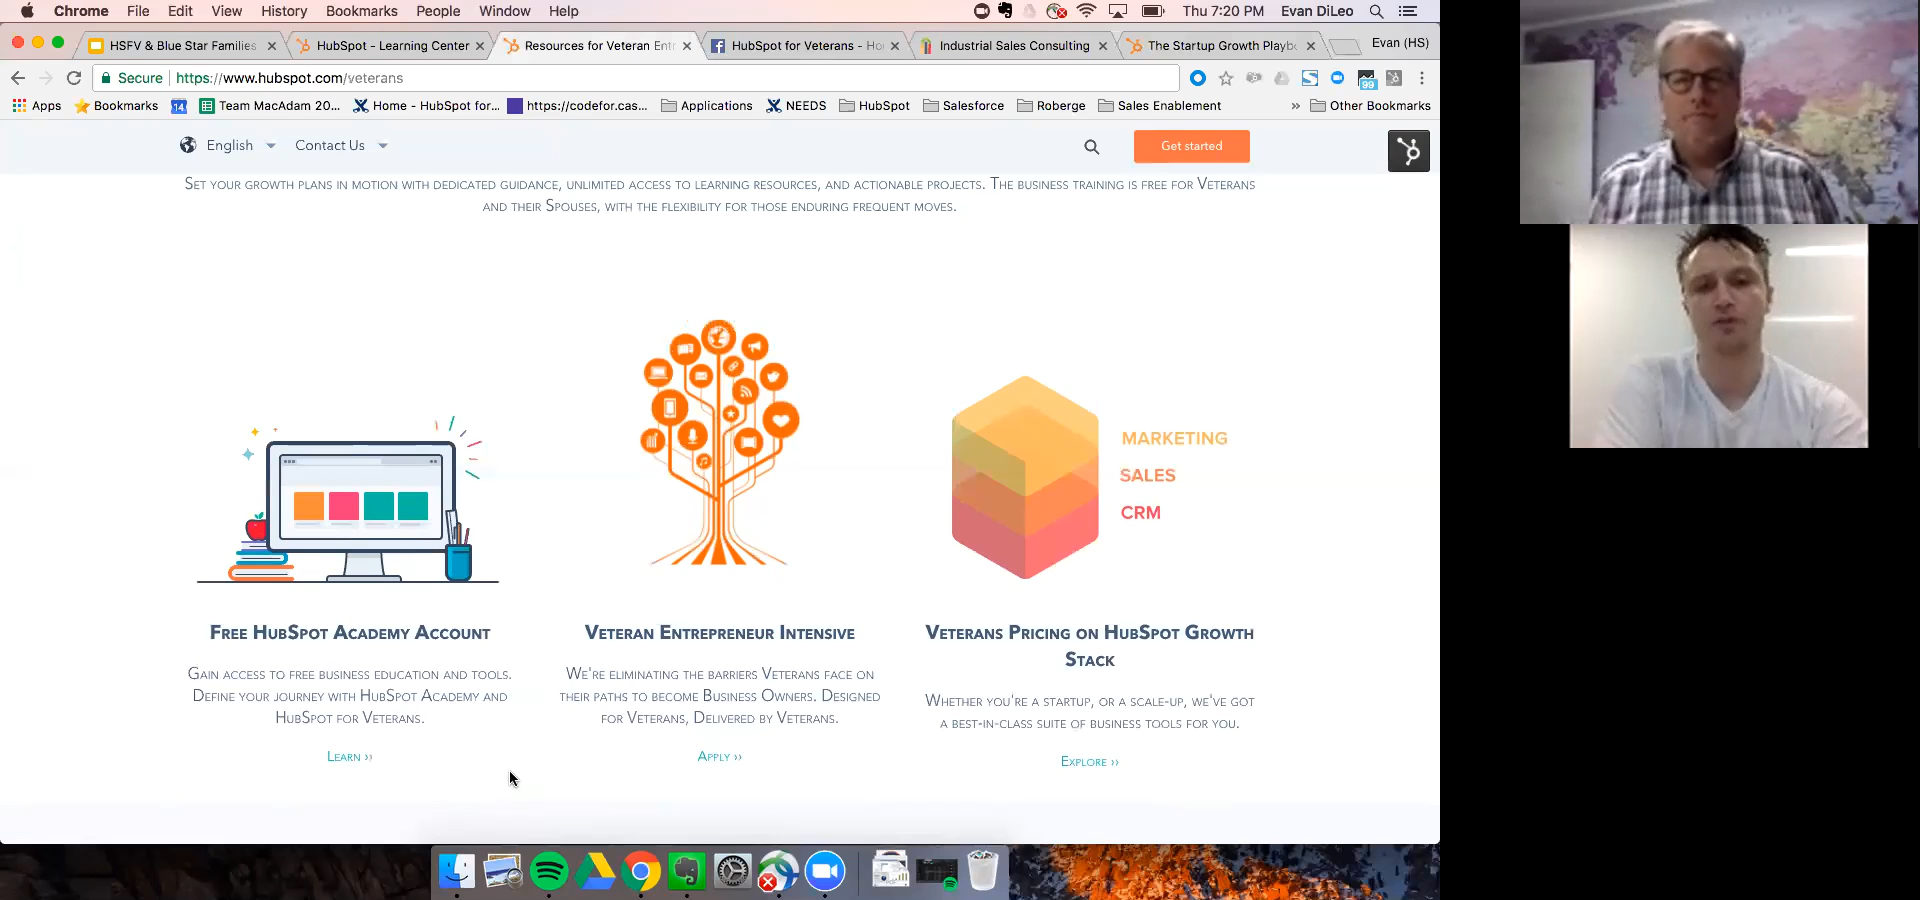 Chrome File Edit View History Bookmarks People Window Help Thu 7:20 PM Evan DiLeo
HSFV & Blue Star Families HubSpot - Learning Center Resources for Veteran Entr HubSpot for Veterans - Ho Industrial Sales Consulting The Startup Growth Playbo Evan (HS)
Secure https://www.hubspot.com/veterans 99
Apps Bookmarks 14 Team MacAdam 20... Home - HubSpot for... https://codefor.cas... Applications NEEDS HubSpot Salesforce Roberge Sales Enablement » Other Bookmarks
English Contact Us Get started
Set your growth plans in motion with dedicated guidance, unlimited access to learning resources, and actionable projects. The business training is free for Veterans
and their Spouses, with the flexibility for those enduring frequent moves.
MARKETING
SALES
CRM
Free HubSpot Academy Account
Gain access to free business education and tools.
Define your journey with HubSpot Academy and
HubSpot for Veterans.
Learn ››
Veteran Entrepreneur Intensive
We're eliminating the barriers Veterans face on
their paths to become Business Owners. Designed
for Veterans, Delivered by Veterans.
Apply ››
Veterans Pricing on HubSpot Growth
Stack
Whether you're a startup, or a scale-up, we've got
a best-in-class suite of business tools for you.
Explore ››